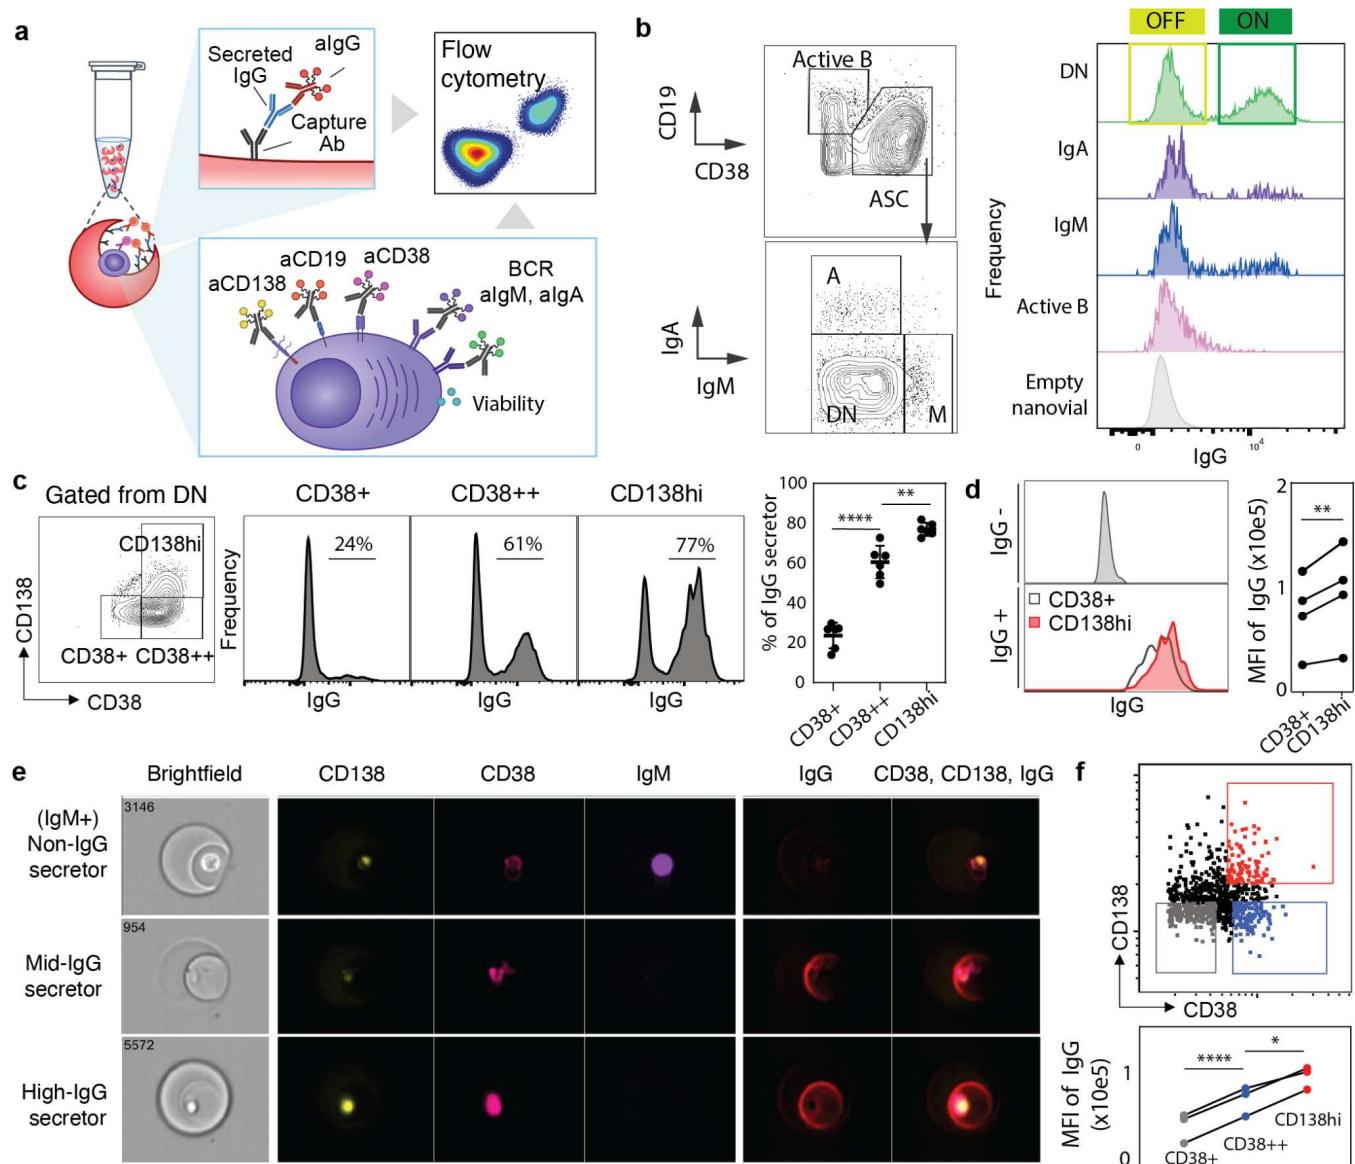 a
Secreted
IgG
aIgG
Capture
Ab
Flow
cytometry
aCD138
aCD19
aCD38
BCR
aIgM, aIgA
Viability
b
CD19
CD38
Active B
ASC
IgA
IgM
A
DN
M
OFF
ON
Frequency
DN
IgA
IgM
Active B
Empty
nanovial
0
10^4
IgG
c
Gated from DN
CD138
CD38
CD138hi
CD38+
CD38++
Frequency
CD38+
CD38++
CD138hi
24%
61%
77%
IgG
IgG
IgG
% of IgG secretor
100
80
60
40
20
0
****
**
CD38+
CD38++
CD138hi
d
IgG -
IgG +
CD38+
CD138hi
IgG
MFI of IgG (x10e5)
2
1
0
**
CD38+
CD138hi
e
Brightfield
CD138
CD38
IgM
IgG
CD38, CD138, IgG
(IgM+)
Non-IgG
secretor
3146
Mid-IgG
secretor
954
High-IgG
secretor
5572
f
CD138
CD38
MFI of IgG
(x10e5)
1
0
****
*
CD38+
CD38++
CD138hi